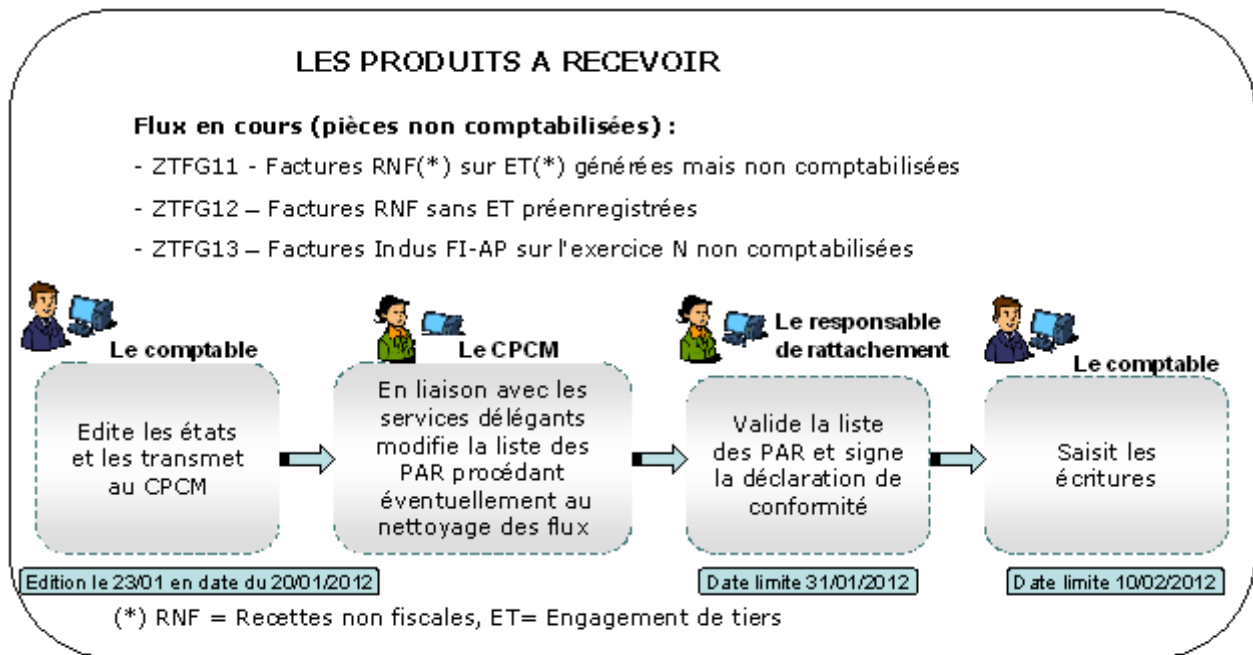 LES PRODUITS A RECEVOIR
Flux en cours (pièces non comptabilisées) :
- ZTFG11 - Factures RNF(*) sur ET(*) générées mais non comptabilisées
- ZTFG12 – Factures RNF sans ET préenregistrées
- ZTFG13 – Factures Indus FI-AP sur l'exercice N non comptabilisées
Le comptable
Edite les états
et les transmet
au CPCM
Edition le 23/01 en date du 20/01/2012
Le CPCM
En liaison avec les
services délégants
modifie la liste des
PAR procédant
éventuellement au
nettoyage des flux
Le responsable
de rattachement
Valide la liste
des PAR et signe
la déclaration de
conformité
Date limite 31/01/2012
Le comptable
Saisit les
écritures
Date limite 10/02/2012
(*) RNF = Recettes non fiscales, ET= Engagement de tiers